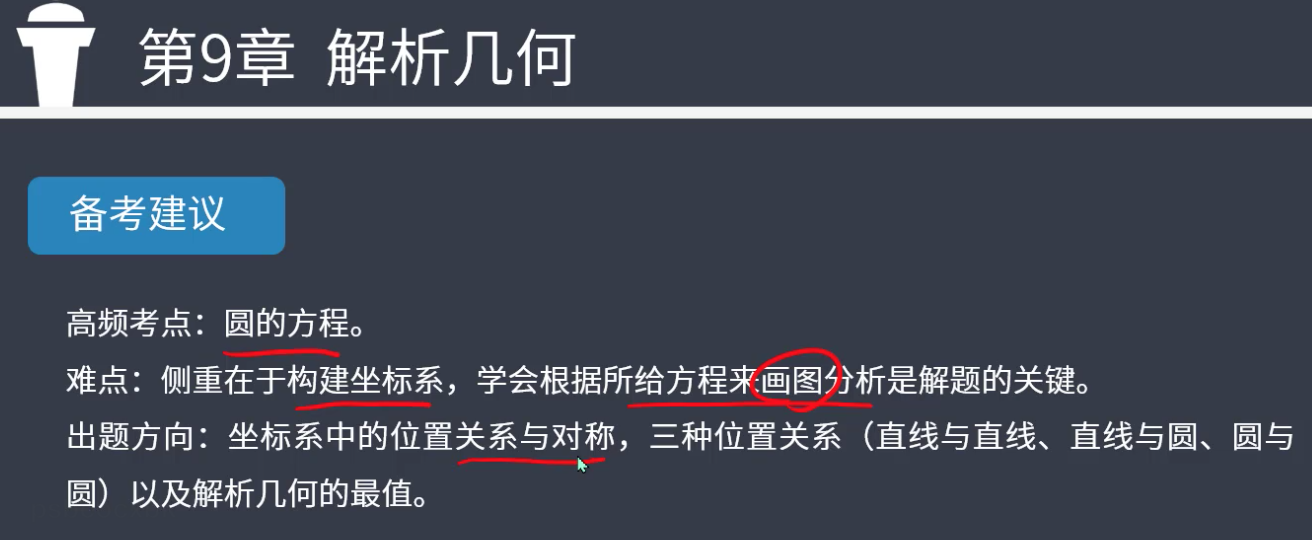 第9章 解析几何
备考建议
高频考点：圆的方程。
难点：侧重在于构建坐标系，学会根据所给方程来画图分析是解题的关键。
出题方向：坐标系中的位置关系与对称，三种位置关系（直线与直线、直线与圆、圆与
圆）以及解析几何的最值。